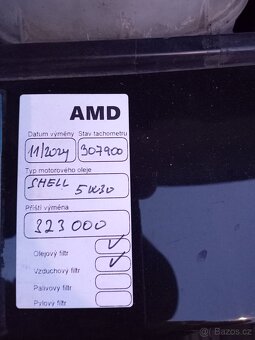 AMD
Datum výměny Stav tachometru
11/2024 307900
Typ motorového oleje
SHELL 5W30
Příští výměna
323 000
Olejový filtr ✓
Vzduchový filtr ✓
Palivový filtr
Pylový filtr
Sbazar.cz